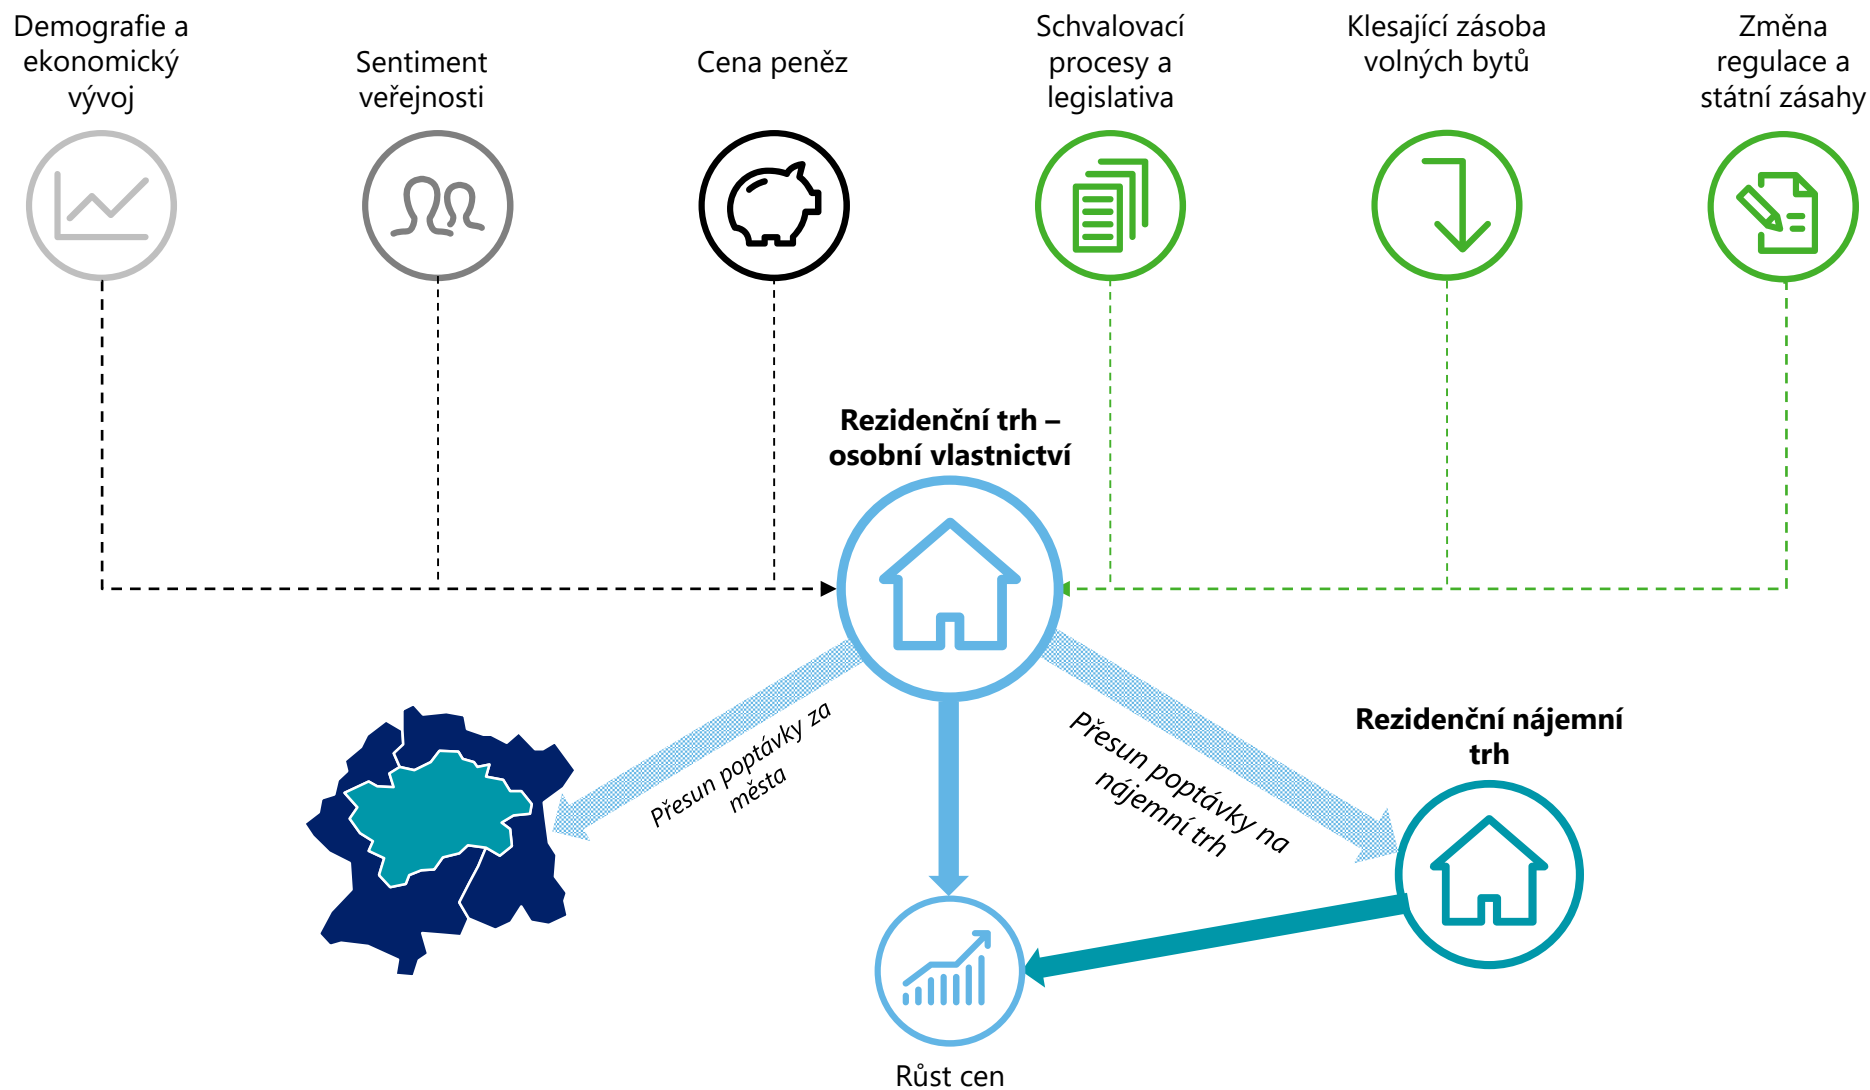 Demografie a
ekonomický
vývoj
Sentiment
veřejnosti
Cena peněz
Schvalovací
procesy a
legislativa
Klesající zásoba
volných bytů
Změna
regulace a
státní zásahy
Rezidenční trh –
osobní vlastnictví
Přesun poptávky za
města
Přesun poptávky na
nájemní trh
Rezidenční nájemní
trh
Růst cen